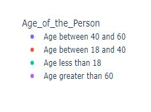 Age_of_the_Person
Age between 40 and 60
Age between 18 and 40
Age less than 18
Age greater than 60